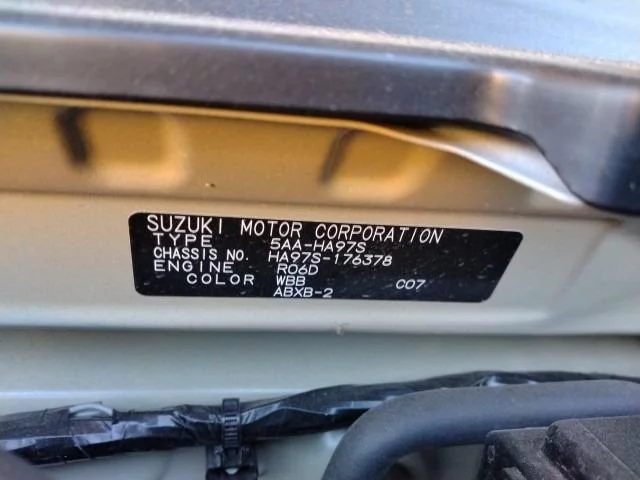 SUZUKI MOTOR CORPORATION
TYPE 5AA-HA97S
CHASSIS NO. HA97S-176378
ENGINE R06D
COLOR WBB C07
ABXB-2